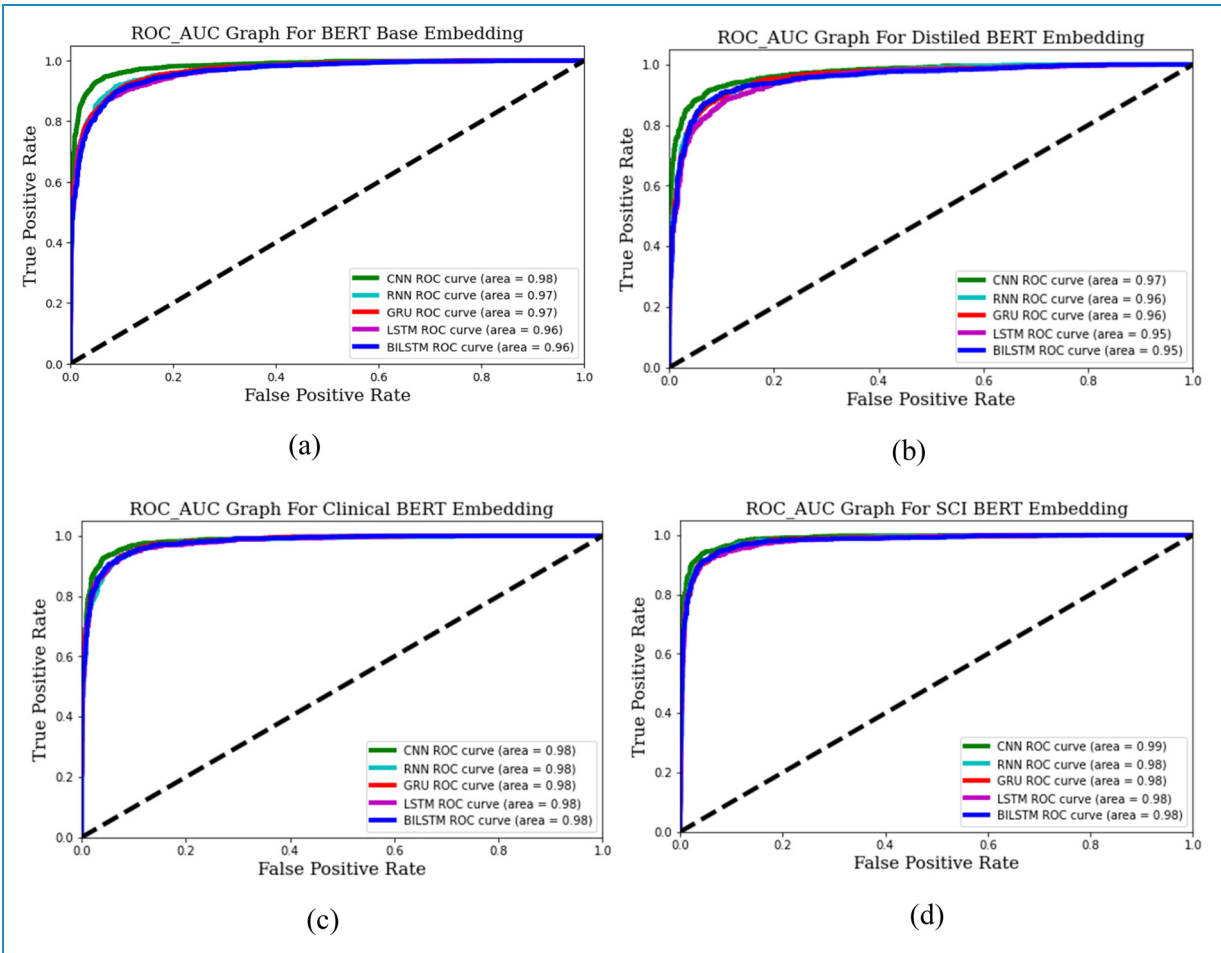 ROC_AUC Graph For BERT Base Embedding
True Positive Rate
1.0
0.8
0.6
0.4
0.2
0.0
CNN ROC curve (area = 0.98)
RNN ROC curve (area = 0.97)
GRU ROC curve (area = 0.97)
LSTM ROC curve (area = 0.96)
BILSTM ROC curve (area = 0.96)
0.0 0.2 0.4 0.6 0.8 1.0
False Positive Rate
(a)
ROC_AUC Graph For Distiled BERT Embedding
True Positive Rate
1.0
0.8
0.6
0.4
0.2
0.0
CNN ROC curve (area = 0.97)
RNN ROC curve (area = 0.96)
GRU ROC curve (area = 0.96)
LSTM ROC curve (area = 0.95)
BILSTM ROC curve (area = 0.95)
0.0 0.2 0.4 0.6 0.8 1.0
False Positive Rate
(b)
ROC_AUC Graph For Clinical BERT Embedding
True Positive Rate
1.0
0.8
0.6
0.4
0.2
0.0
CNN ROC curve (area = 0.98)
RNN ROC curve (area = 0.98)
GRU ROC curve (area = 0.98)
LSTM ROC curve (area = 0.98)
BILSTM ROC curve (area = 0.98)
0.0 0.2 0.4 0.6 0.8 1.0
False Positive Rate
(c)
ROC_AUC Graph For SCI BERT Embedding
True Positive Rate
1.0
0.8
0.6
0.4
0.2
0.0
CNN ROC curve (area = 0.99)
RNN ROC curve (area = 0.98)
GRU ROC curve (area = 0.98)
LSTM ROC curve (area = 0.98)
BILSTM ROC curve (area = 0.98)
0.0 0.2 0.4 0.6 0.8 1.0
False Positive Rate
(d)